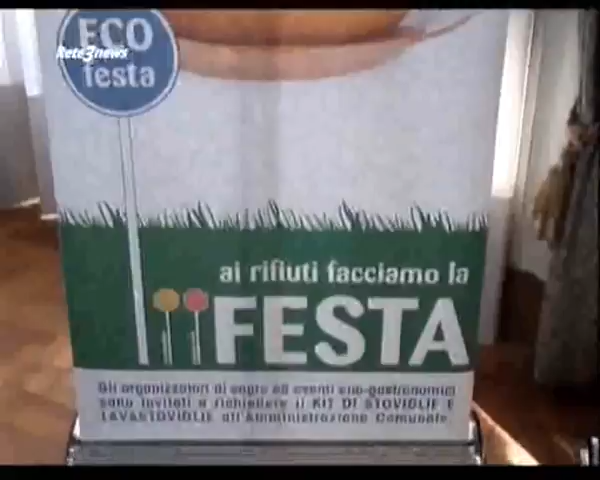 ECO
festa
Rete3news
ai rifiuti facciamo la
FESTA
Gli organizzatori di sagre ed eventi eno-gastronomici
sono invitati a richiedere il KIT DI STOVIGLIE E
LAVASTOVIGLIE all'Amministrazione Comunale